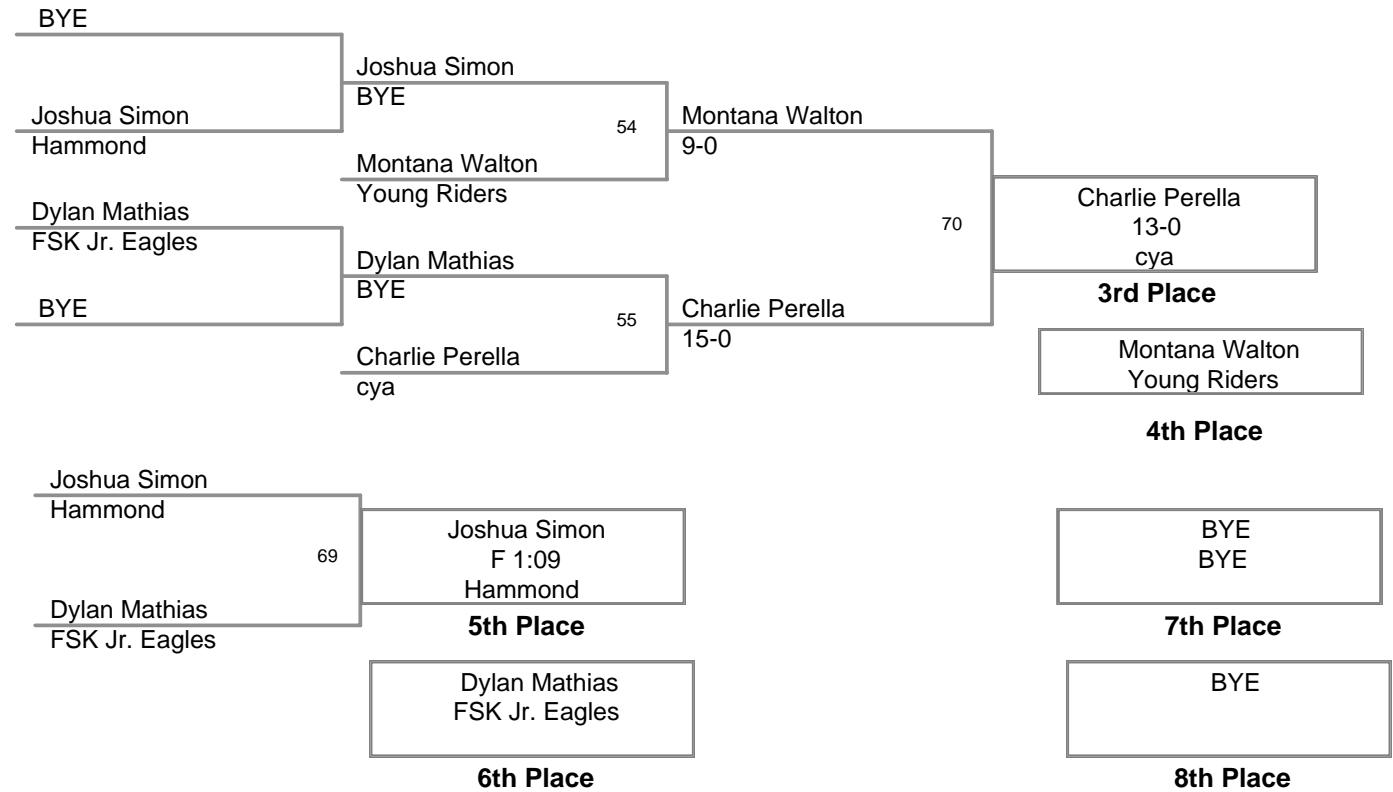 BYE
Joshua Simon
Hammond
Dylan Mathias
FSK Jr. Eagles
BYE
Joshua Simon
BYE
54
Montana Walton
Young Riders
Dylan Mathias
BYE
55
Charlie Perella
cya
Montana Walton
9-0
70
Charlie Perella
15-0
Charlie Perella
13-0
cya
3rd Place
Montana Walton
Young Riders
4th Place
Joshua Simon
Hammond
69
Dylan Mathias
FSK Jr. Eagles
Joshua Simon
F 1:09
Hammond
5th Place
Dylan Mathias
FSK Jr. Eagles
6th Place
BYE
BYE
7th Place
BYE
8th Place